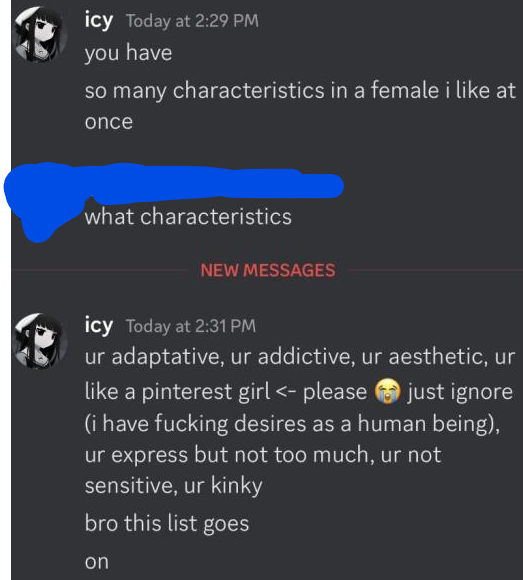 icy Today at 2:29 PM
you have
so many characteristics in a female i like at
once
what characteristics
NEW MESSAGES
icy Today at 2:31 PM
ur adaptative, ur addictive, ur aesthetic, ur
like a pinterest girl <- please 😭 just ignore
(i have fucking desires as a human being),
ur express but not too much, ur not
sensitive, ur kinky
bro this list goes
on